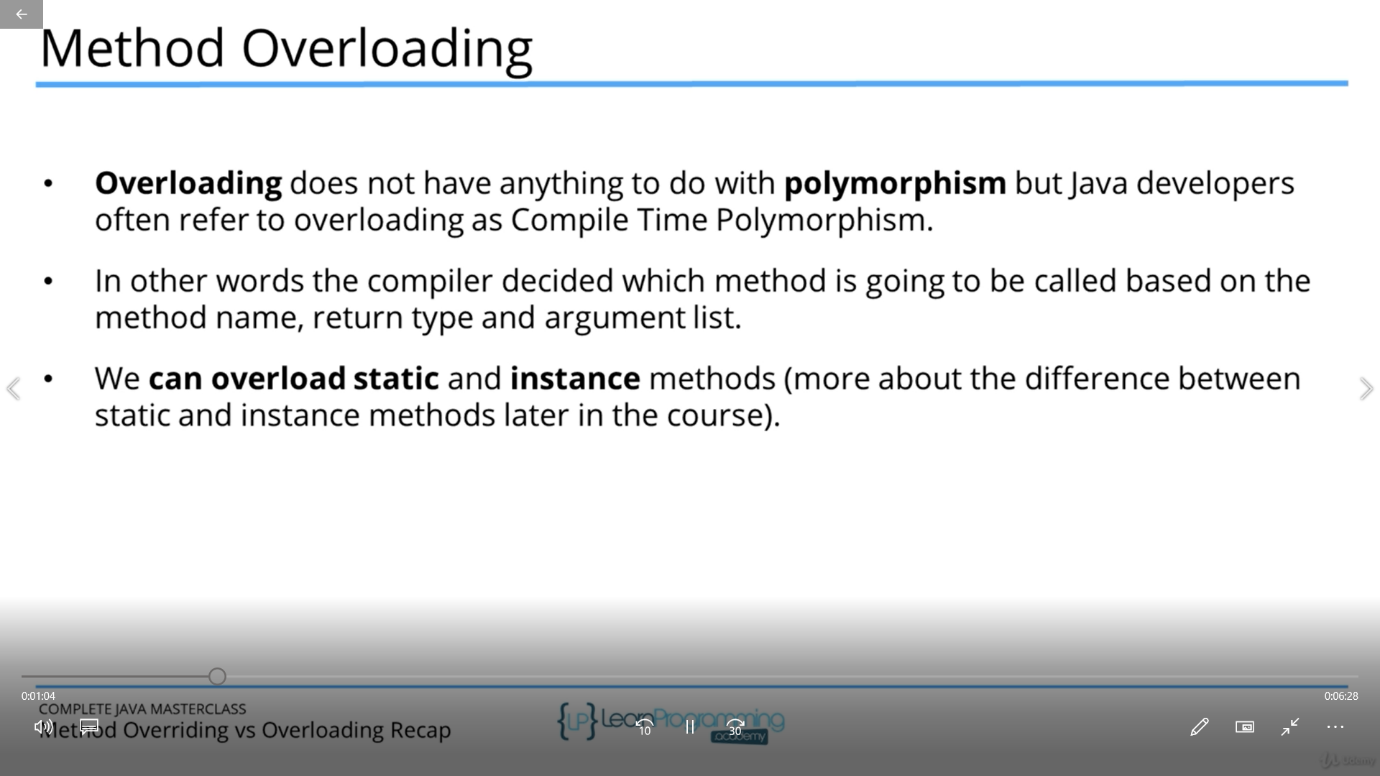 Method Overloading
• Overloading does not have anything to do with polymorphism but Java developers
often refer to overloading as Compile Time Polymorphism.
• In other words the compiler decided which method is going to be called based on the
method name, return type and argument list.
• We can overload static and instance methods (more about the difference between
static and instance methods later in the course).
0:01:04
0:06:28
COMPLETE JAVA MASTERCLASS
Method Overriding vs Overloading Recap
{LP} LearnProgramming
academy
10
30
Udemy